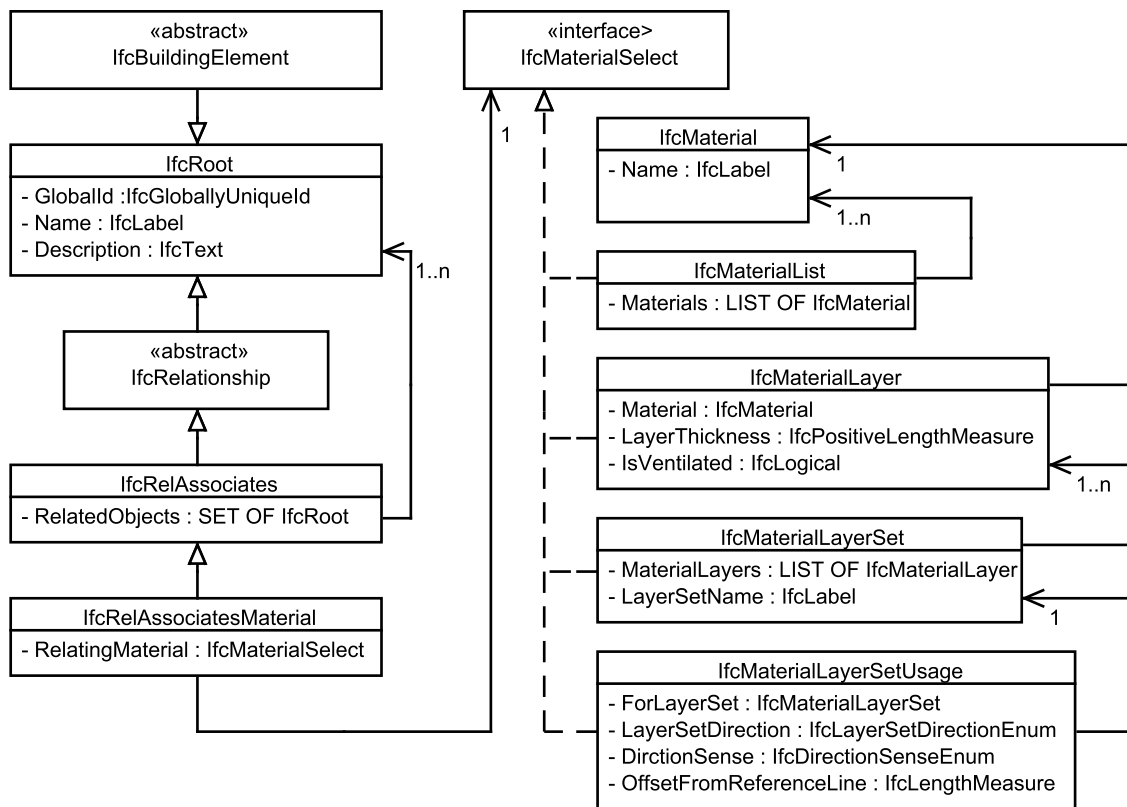 «abstract»
IfcBuildingElement
«interface>
IfcMaterialSelect
1
IfcRoot
- GlobalId :IfcGloballyUniqueId
- Name : IfcLabel
- Description : IfcText
1..n
«abstract»
IfcRelationship
IfcRelAssociates
- RelatedObjects : SET OF IfcRoot
IfcRelAssociatesMaterial
- RelatingMaterial : IfcMaterialSelect
IfcMaterial
- Name : IfcLabel
1
1..n
IfcMaterialList
- Materials : LIST OF IfcMaterial
IfcMaterialLayer
- Material : IfcMaterial
- LayerThickness : IfcPositiveLengthMeasure
- IsVentilated : IfcLogical
1..n
IfcMaterialLayerSet
- MaterialLayers : LIST OF IfcMaterialLayer
- LayerSetName : IfcLabel
1
IfcMaterialLayerSetUsage
- ForLayerSet : IfcMaterialLayerSet
- LayerSetDirection : IfcLayerSetDirectionEnum
- DirctionSense : IfcDirectionSenseEnum
- OffsetFromReferenceLine : IfcLengthMeasure